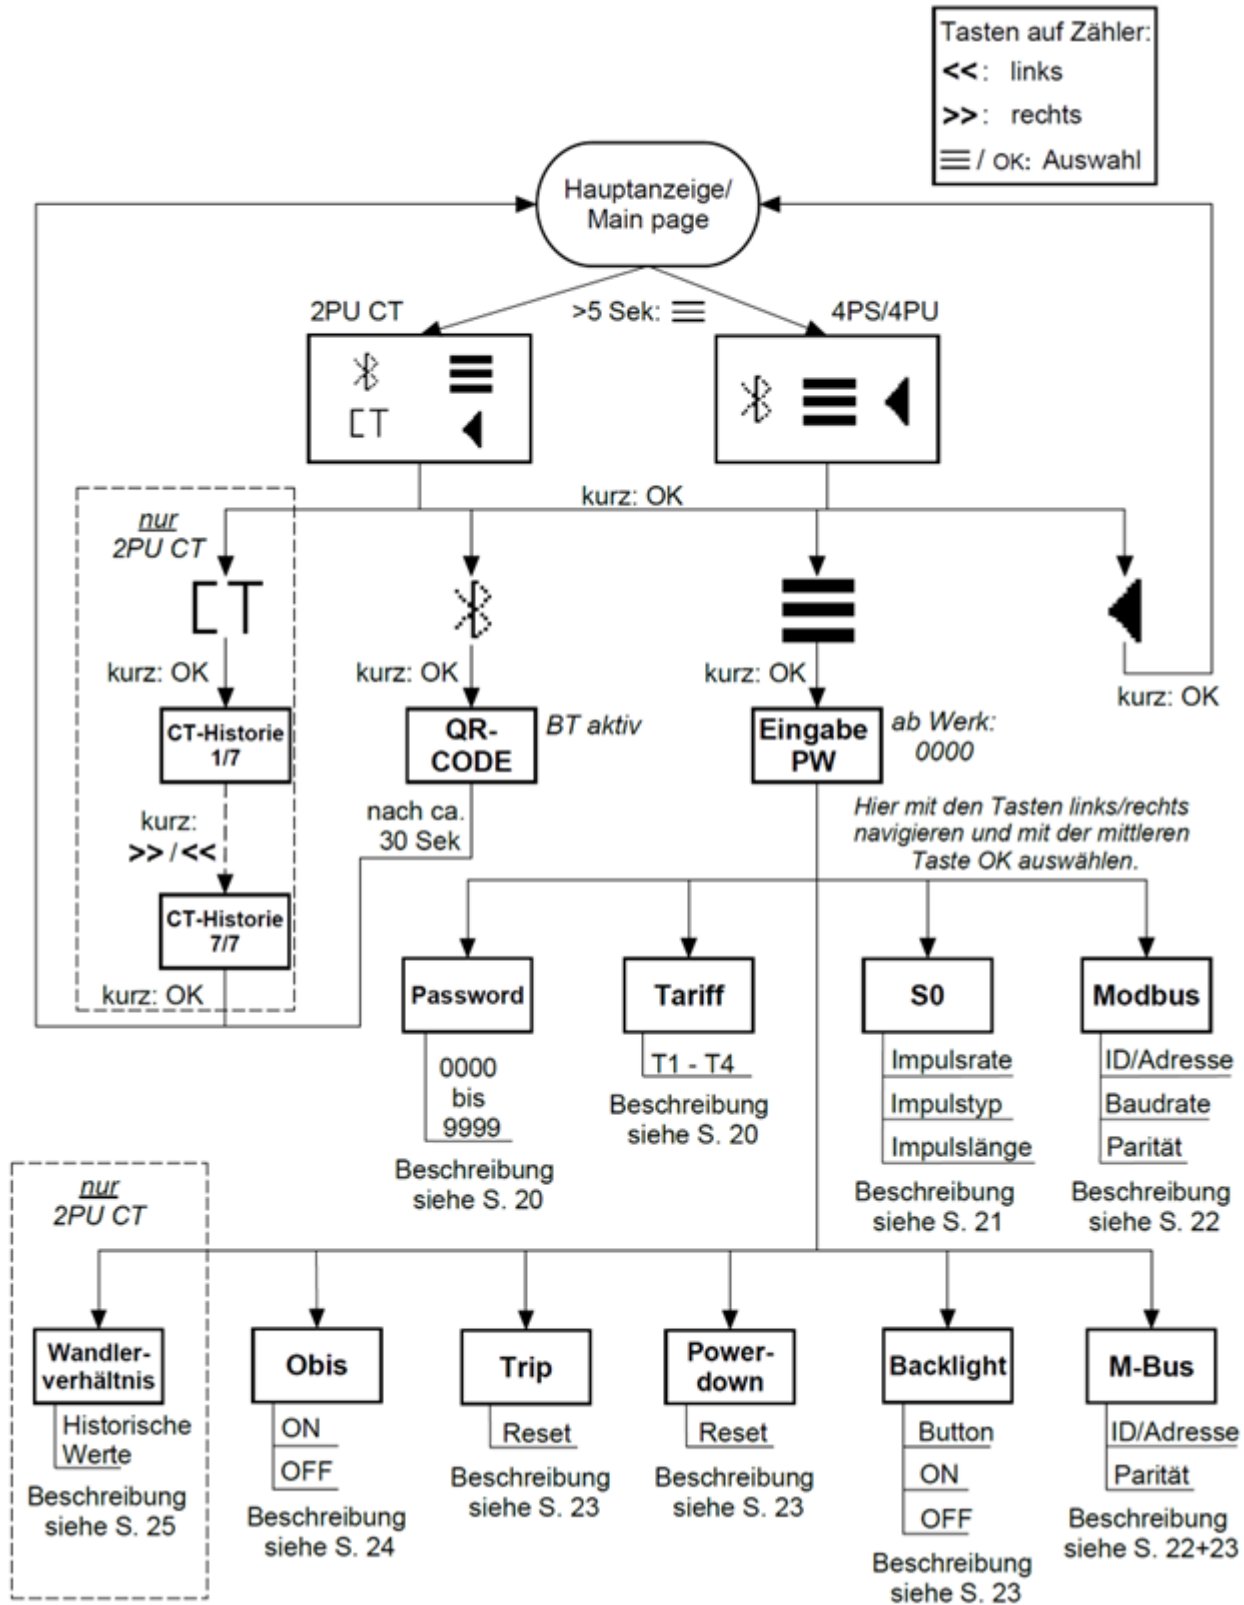 Tasten auf Zähler:
<<: links
>>: rechts
☰ / OK: Auswahl
Hauptanzeige/
Main page
2PU CT
>5 Sek: ☰
4PS/4PU
CT
kurz: OK
nur
2PU CT
CT
kurz: OK
kurz: OK
kurz: OK
kurz: OK
CT-Historie
1/7
QR-
CODE
BT aktiv
Eingabe
PW
ab Werk:
0000
kurz:
>> / <<
nach ca.
30 Sek
Hier mit den Tasten links/rechts
navigieren und mit der mittleren
Taste OK auswählen.
CT-Historie
7/7
kurz: OK
Password
0000
bis
9999
Beschreibung
siehe S. 20
Tariff
T1 - T4
Beschreibung
siehe S. 20
S0
Impulsrate
Impulstyp
Impulslänge
Beschreibung
siehe S. 21
Modbus
ID/Adresse
Baudrate
Parität
Beschreibung
siehe S. 22
nur
2PU CT
Wandler-
verhältnis
Historische
Werte
Beschreibung
siehe S. 25
Obis
ON
OFF
Beschreibung
siehe S. 24
Trip
Reset
Beschreibung
siehe S. 23
Power-
down
Reset
Beschreibung
siehe S. 23
Backlight
Button
ON
OFF
Beschreibung
siehe S. 23
M-Bus
ID/Adresse
Parität
Beschreibung
siehe S. 22+23